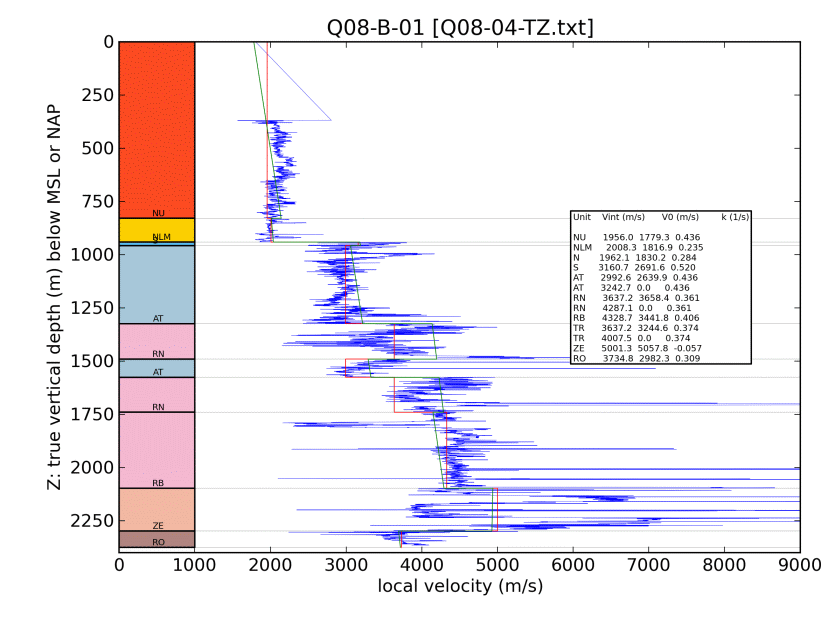 Q08-B-01 [Q08-04-TZ.txt]
Z: true vertical depth (m) below MSL or NAP
0
250
500
750
1000
1250
1500
1750
2000
2250
NU
NLM
S
AT
RN
AT
RN
RB
ZE
RO
Unit Vint (m/s) V0 (m/s) k (1/s)
NU 1956.0 1779.3 0.436
NLM 2008.3 1816.9 0.235
N 1962.1 1830.2 0.284
S 3160.7 2691.6 0.520
AT 2992.6 2639.9 0.436
AT 3242.7 0.0 0.436
RN 3637.2 3658.4 0.361
RN 4287.1 0.0 0.361
RB 4328.7 3441.8 0.406
TR 3637.2 3244.6 0.374
TR 4007.5 0.0 0.374
ZE 5001.3 5057.8 -0.057
RO 3734.8 2982.3 0.309
0 1000 2000 3000 4000 5000 6000 7000 8000 9000
local velocity (m/s)